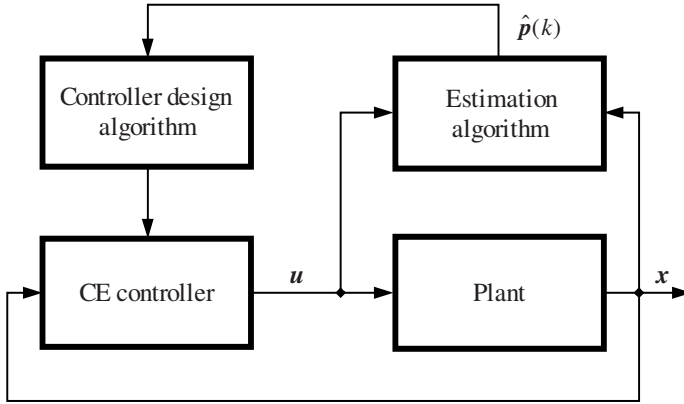 p̂(k)
Controller design
algorithm
Estimation
algorithm
CE controller
u
Plant
x